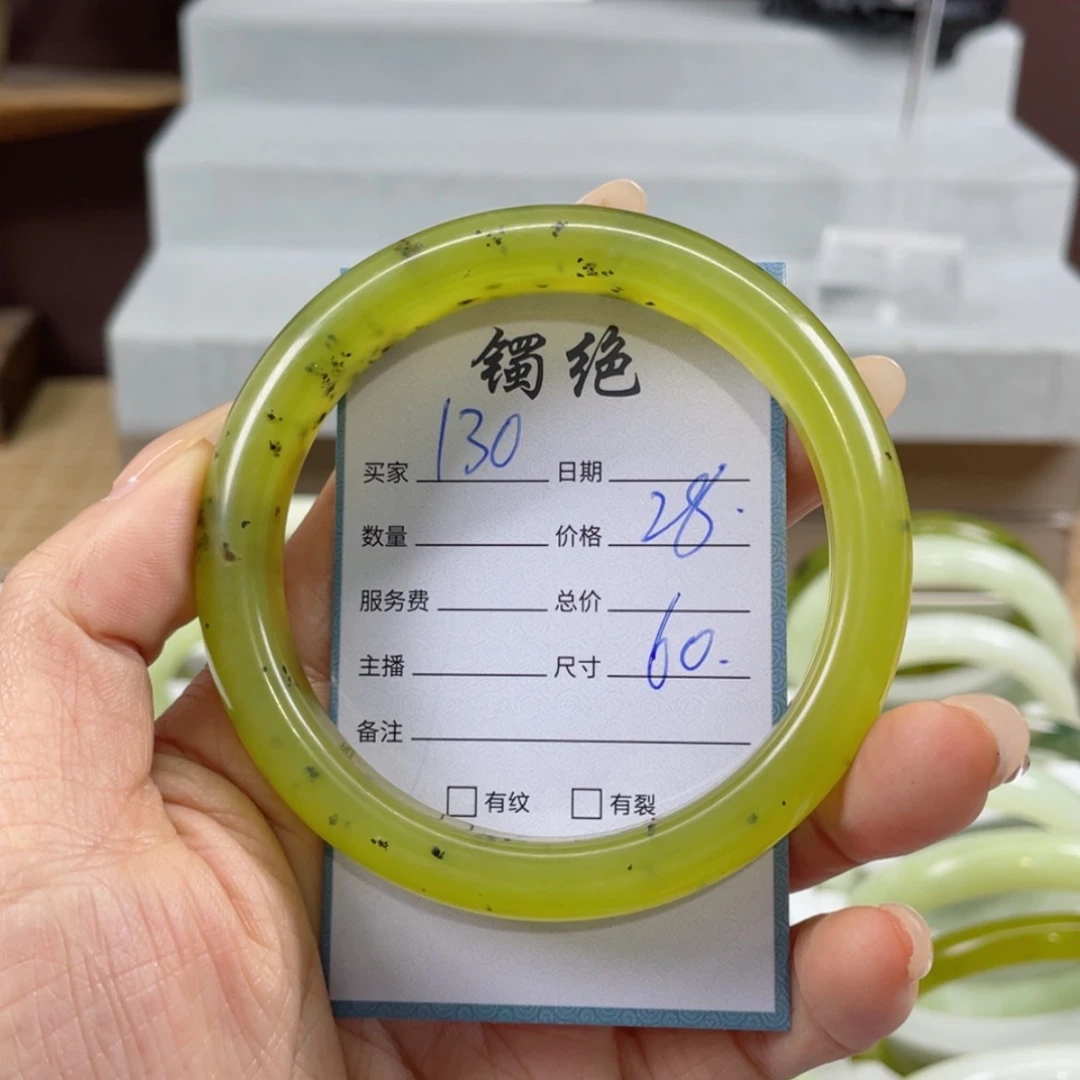 镯绝
买家 130 日期
数量 价格 28.
服务费 总价
主播 尺寸 60.
备注
有纹 有裂